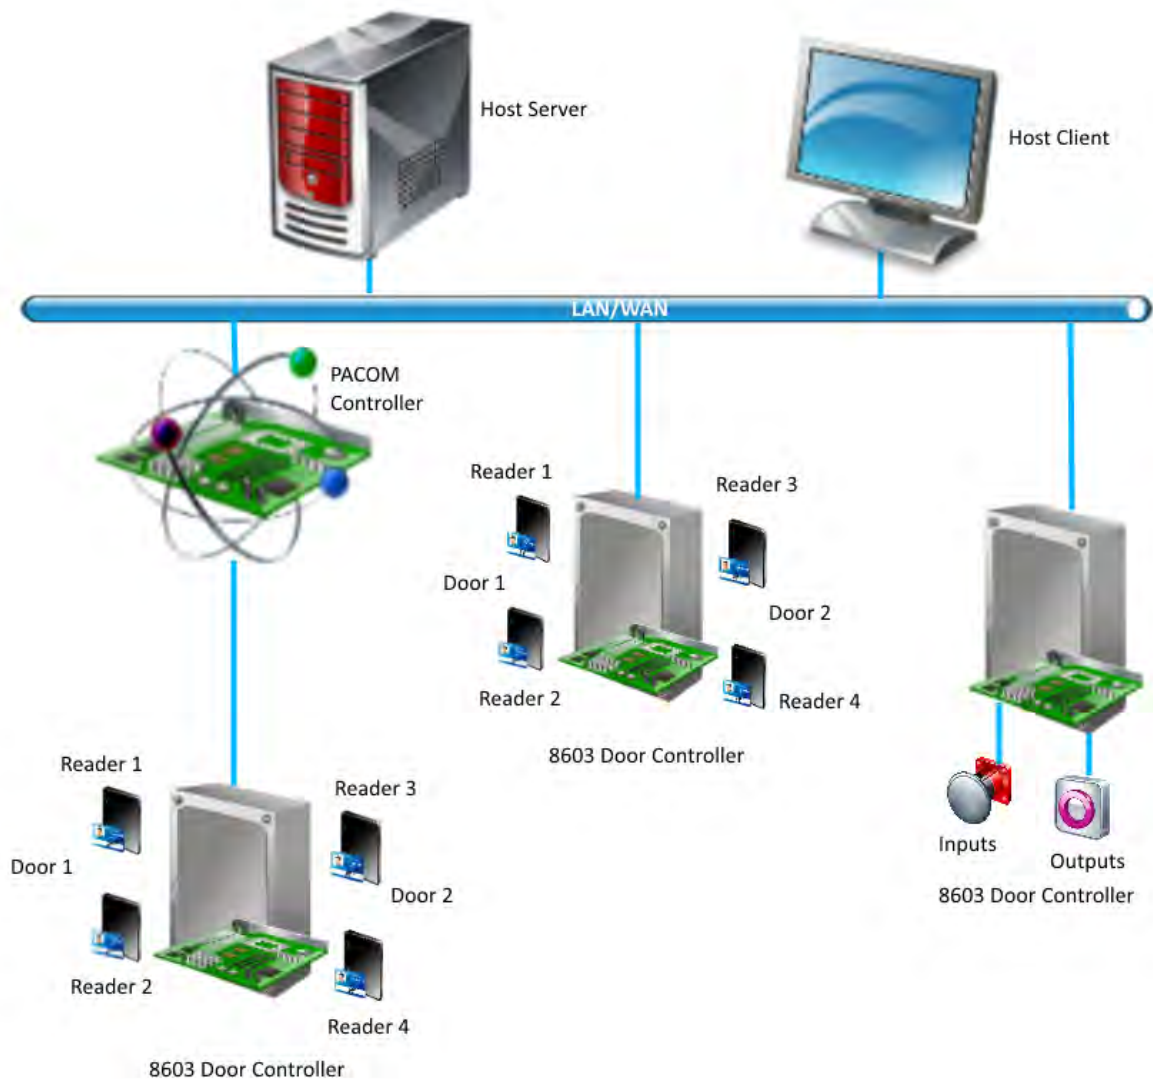 Host Server
Host Client
LAN/WAN
PACOM
Controller
Reader 1
Reader 3
Door 1
Door 2
Reader 2
Reader 4
8603 Door Controller
Inputs
Outputs
8603 Door Controller
Reader 1
Reader 3
Door 1
Door 2
Reader 2
Reader 4
8603 Door Controller